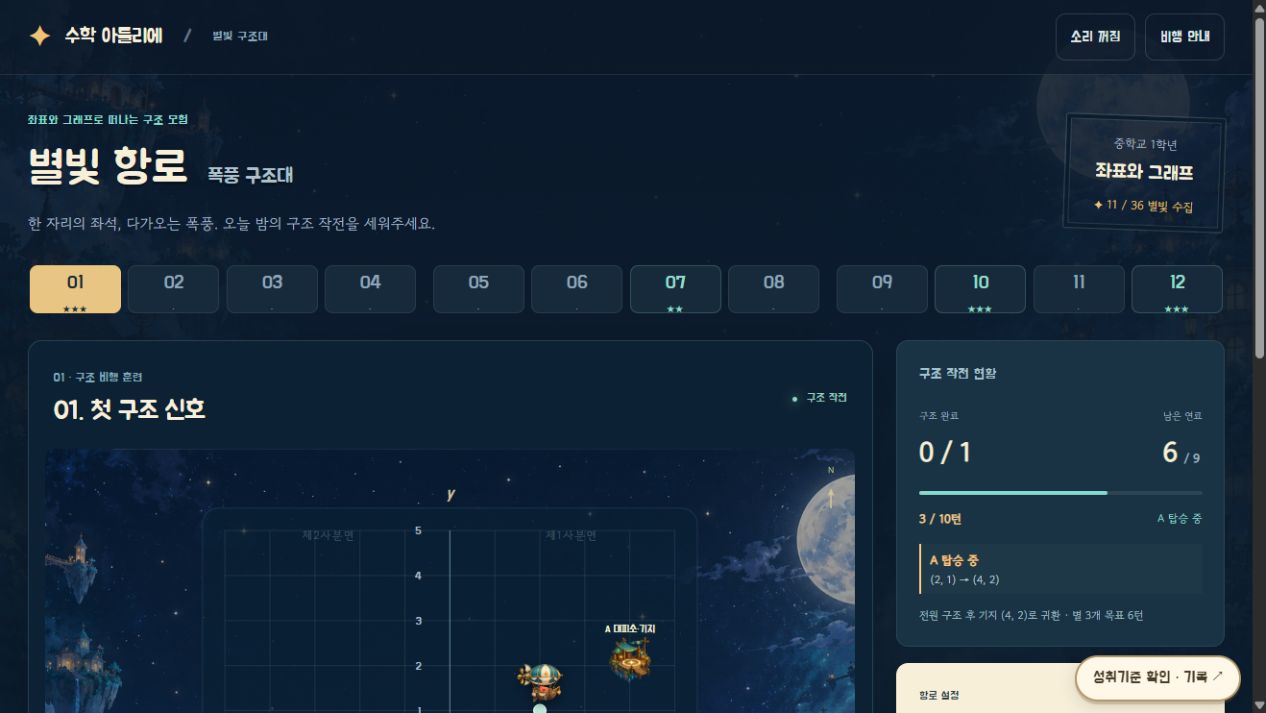 수학 아틀리에 / 별빛 구조대
소리 꺼짐
비행 안내
좌표와 그래프로 떠나는 구조 모험
별빛 항로 폭풍 구조대
한 자리의 좌석, 다가오는 폭풍. 오늘 밤의 구조 작전을 세워주세요.
중학교 1학년
좌표와 그래프
✦ 11 / 36 별빛 수집
01 02 03 04 05 06 07 08 09 10 11 12
★★★ ★★ ★★★ ★★★
01 · 구조 비행 훈련
01. 첫 구조 신호
구조 작전
N
y
제2사분면
제1사분면
5
4
3
2
1
A 대피소·기지
구조 작전 현황
구조 완료
남은 연료
0 / 1
6 / 9
3 / 10턴
A 탑승 중
A 탑승 중
(2, 1) → (4, 2)
전원 구조 후 기지 (4, 2)로 귀환 · 별 3개 목표 6턴
항로 설정
성취기준 확인 · 기록 ↗